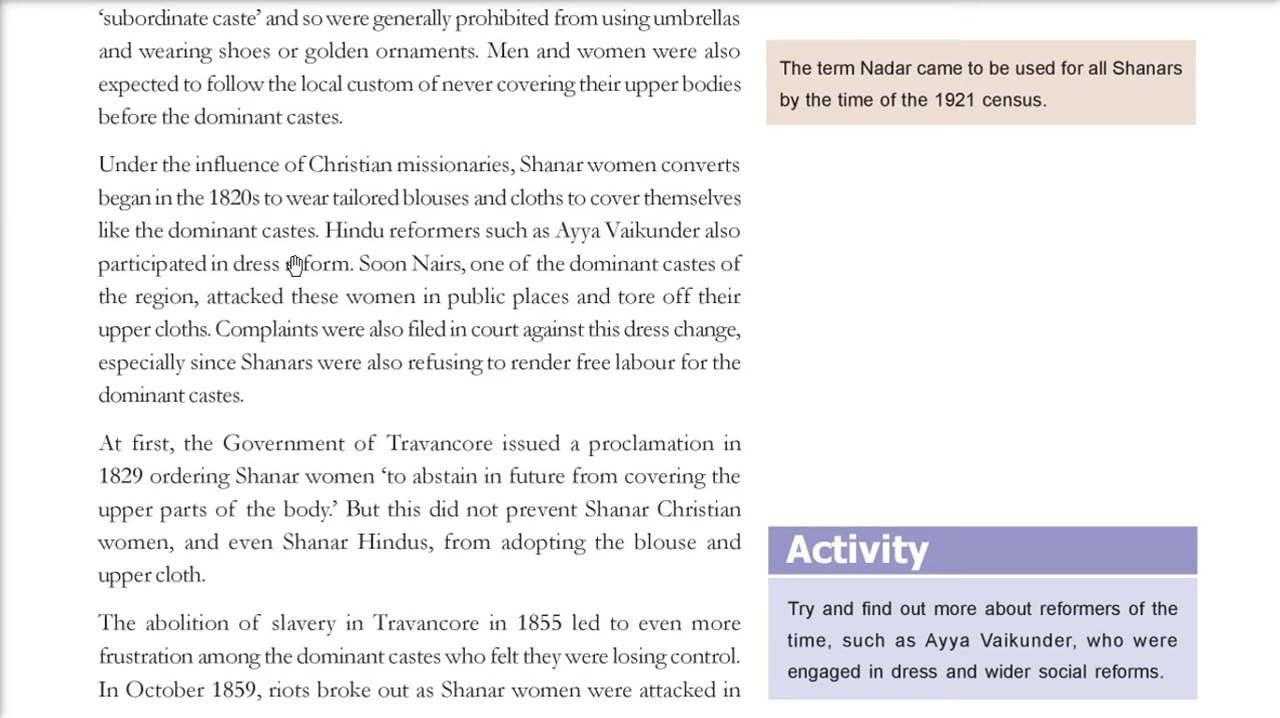 ‘subordinate caste’ and so were generally prohibited from using umbrellas
and wearing shoes or golden ornaments. Men and women were also
expected to follow the local custom of never covering their upper bodies
before the dominant castes.
Under the influence of Christian missionaries, Shanar women converts
began in the 1820s to wear tailored blouses and cloths to cover themselves
like the dominant castes. Hindu reformers such as Ayya Vaikunder also
participated in dress reform. Soon Nairs, one of the dominant castes of
the region, attacked these women in public places and tore off their
upper cloths. Complaints were also filed in court against this dress change,
especially since Shanars were also refusing to render free labour for the
dominant castes.
At first, the Government of Travancore issued a proclamation in
1829 ordering Shanar women ‘to abstain in future from covering the
upper parts of the body.’ But this did not prevent Shanar Christian
women, and even Shanar Hindus, from adopting the blouse and
upper cloth.
The abolition of slavery in Travancore in 1855 led to even more
frustration among the dominant castes who felt they were losing control.
In October 1859, riots broke out as Shanar women were attacked in
The term Nadar came to be used for all Shanars
by the time of the 1921 census.
Activity
Try and find out more about reformers of the
time, such as Ayya Vaikunder, who were
engaged in dress and wider social reforms.